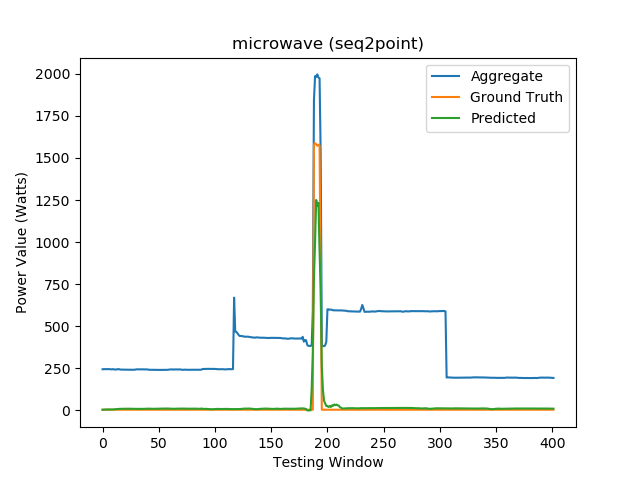 microwave (seq2point)
Aggregate
Ground Truth
Predicted
Power Value (Watts)
2000
1750
1500
1250
1000
750
500
250
0
0 50 100 150 200 250 300 350 400
Testing Window